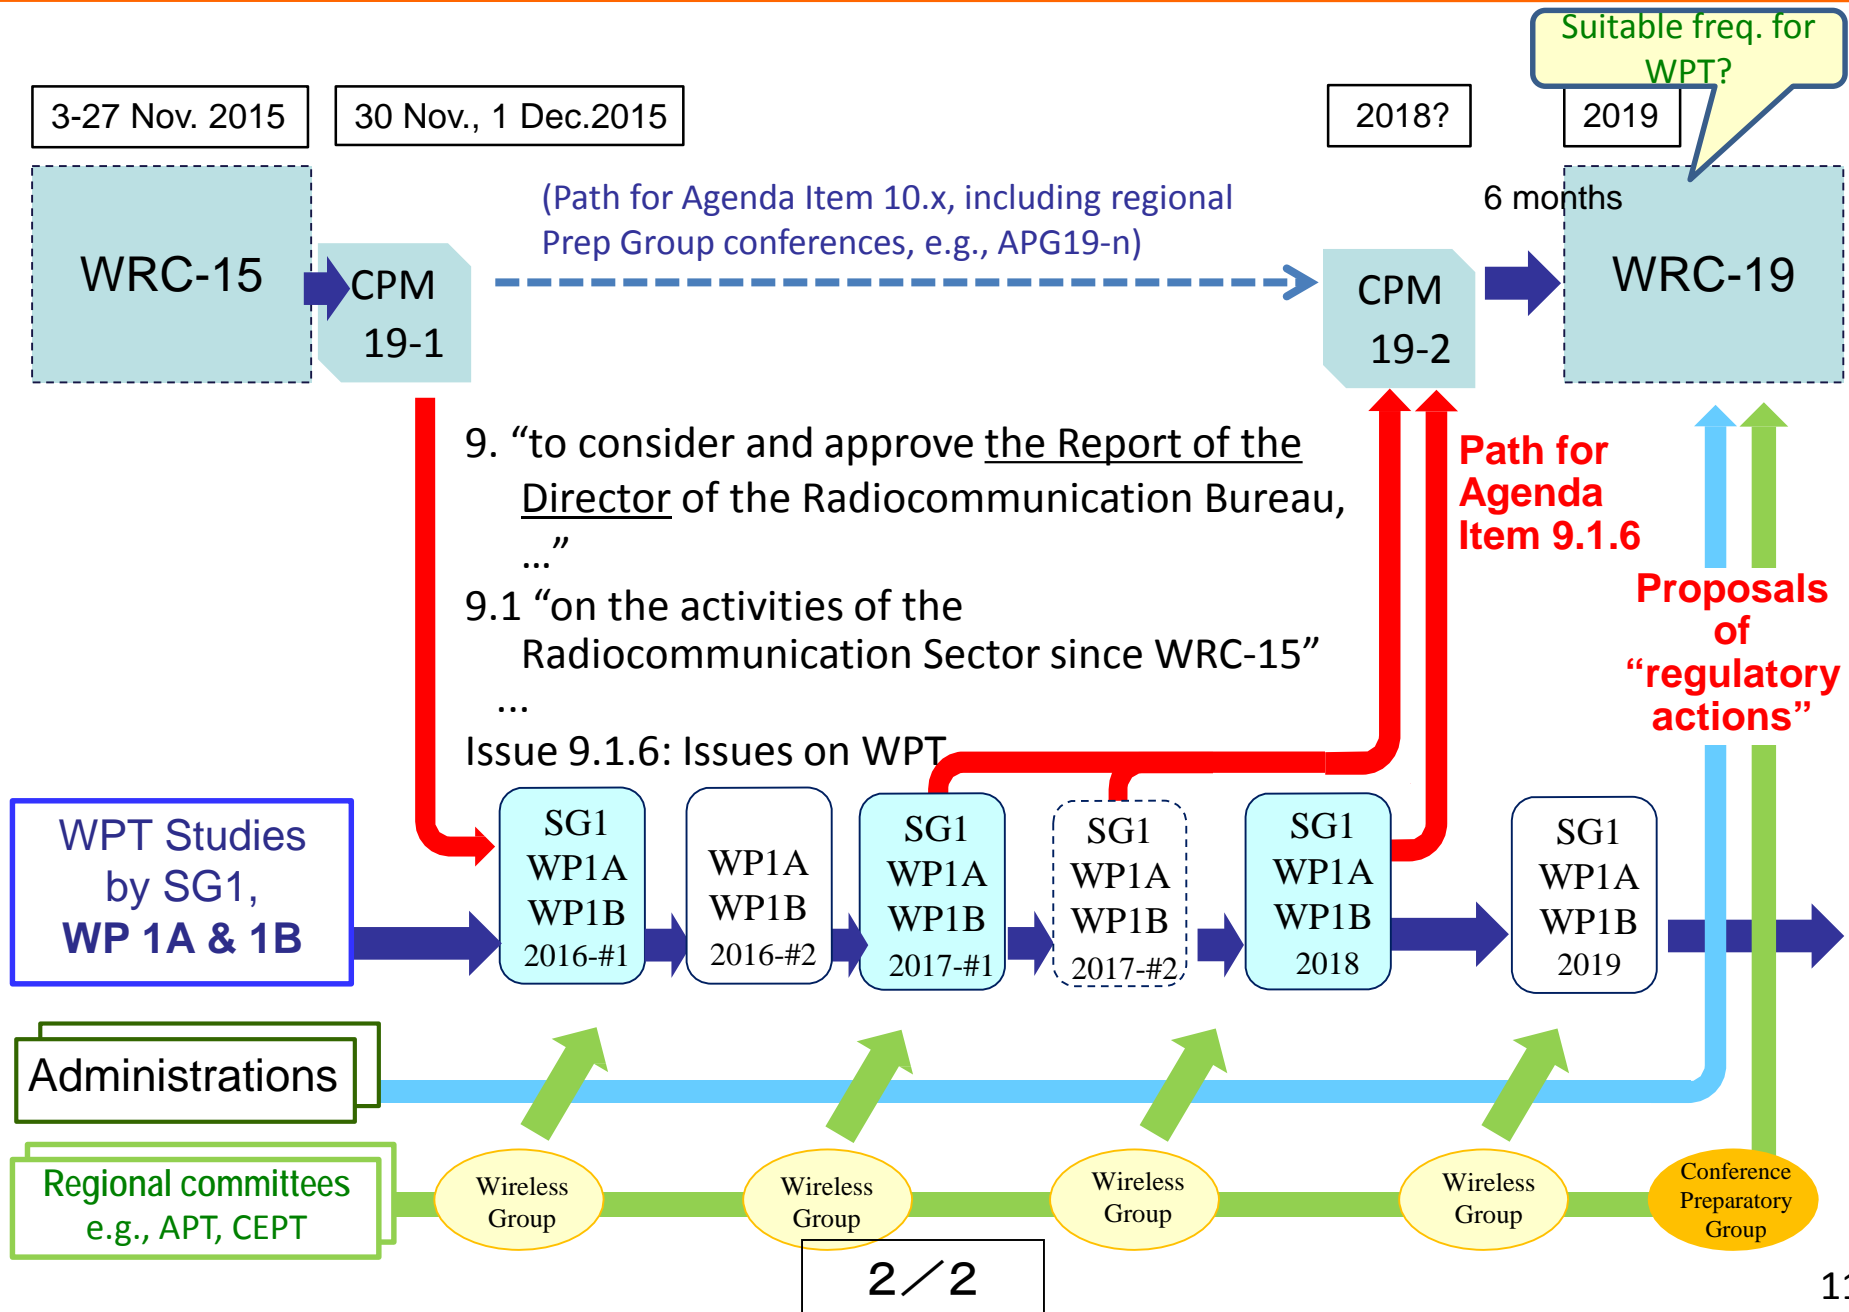 Suitable freq. for
WPT?
3-27 Nov. 2015
30 Nov., 1 Dec.2015
2018?
2019
(Path for Agenda Item 10.x, including regional
Prep Group conferences, e.g., APG19-n)
6 months
WRC-15
CPM
19-1
CPM
19-2
WRC-19
9. “to consider and approve the Report of the
Director of the Radiocommunication Bureau,
…”
9.1 “on the activities of the
Radiocommunication Sector since WRC-15”
...
Issue 9.1.6: Issues on WPT
Path for
Agenda
Item 9.1.6
Proposals
of
“regulatory
actions”
WPT Studies
by SG1,
WP 1A & 1B
SG1
WP1A
WP1B
2016-#1
WP1A
WP1B
2016-#2
SG1
WP1A
WP1B
2017-#1
SG1
WP1A
WP1B
2017-#2
SG1
WP1A
WP1B
2018
SG1
WP1A
WP1B
2019
Administrations
Regional committees
e.g., APT, CEPT
Wireless
Group
Wireless
Group
Wireless
Group
Wireless
Group
Conference
Preparatory
Group
2／2
11